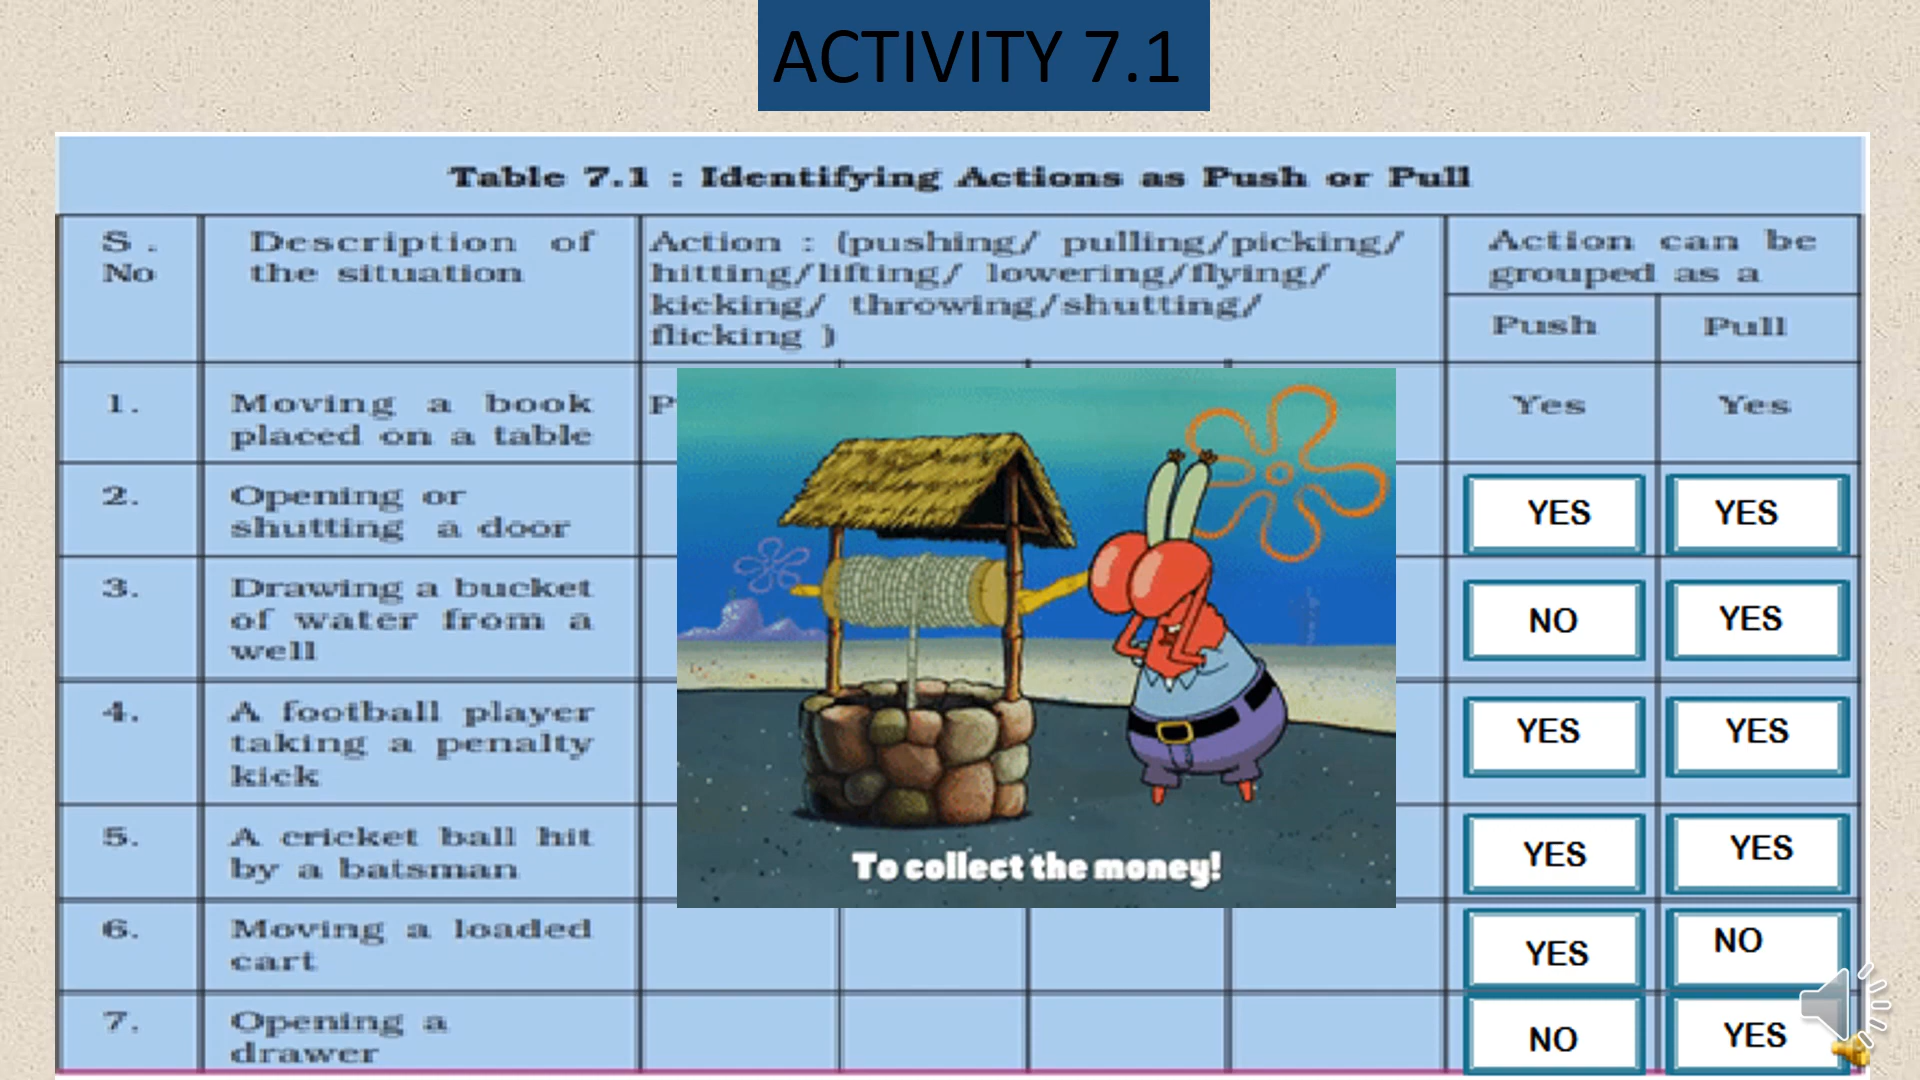 ACTIVITY 7.1
Table 7.1 : Identifying Actions as Push or Pull
S .
No
Description of
the situation
Action : (pushing/ pulling/picking/
hitting/lifting/ lowering/flying/
kicking/ throwing/shutting/
flicking )
Action can be
grouped as a
Push
Pull
1.
Moving a book
placed on a table
P
Yes
Yes
2.
Opening or
shutting a door
YES
YES
3.
Drawing a bucket
of water from a
well
NO
YES
4.
A football player
taking a penalty
kick
YES
YES
5.
A cricket ball hit
by a batsman
YES
YES
To collect the money!
6.
Moving a loaded
cart
YES
NO
7.
Opening a
drawer
NO
YES